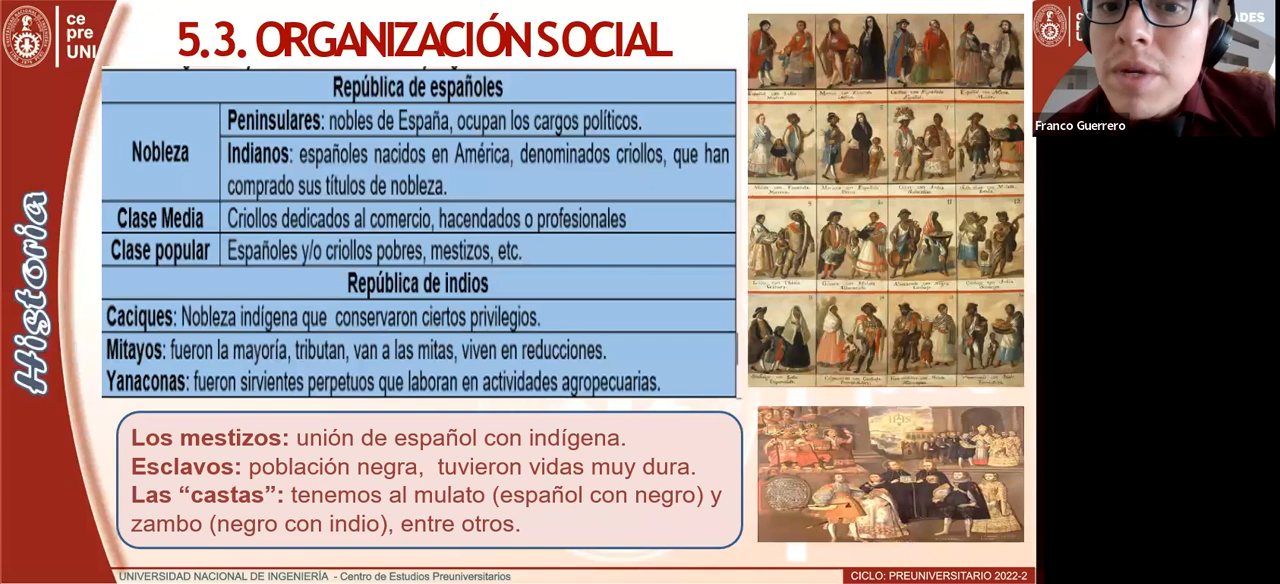 ce
pre
UNI
5.3. ORGANIZACIÓN SOCIAL
República de españoles
Nobleza
Peninsulares: nobles de España, ocupan los cargos políticos.
Indianos: españoles nacidos en América, denominados criollos, que han
comprado sus títulos de nobleza.
Clase Media
Criollos dedicados al comercio, hacendados o profesionales
Clase popular
Españoles y/o criollos pobres, mestizos, etc.
República de indios
Caciques: Nobleza indígena que conservaron ciertos privilegios.
Mitayos: fueron la mayoría, tributan, van a las mitas, viven en reducciones.
Yanaconas: fueron sirvientes perpetuos que laboran en actividades agropecuarias.
Los mestizos: unión de español con indígena.
Esclavos: población negra, tuvieron vidas muy dura.
Las “castas”: tenemos al mulato (español con negro) y
zambo (negro con indio), entre otros.
Historia
UNIVERSIDAD NACIONAL DE INGENIERÍA - Centro de Estudios Preuniversitarios
CICLO: PREUNIVERSITARIO 2022-2
Franco Guerrero